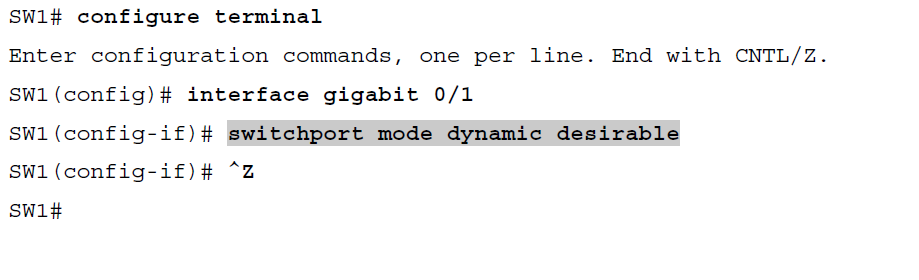 SW1# configure terminal
Enter configuration commands, one per line. End with CNTL/Z.
SW1(config)# interface gigabit 0/1
SW1(config-if)# switchport mode dynamic desirable
SW1(config-if)# ^Z
SW1#